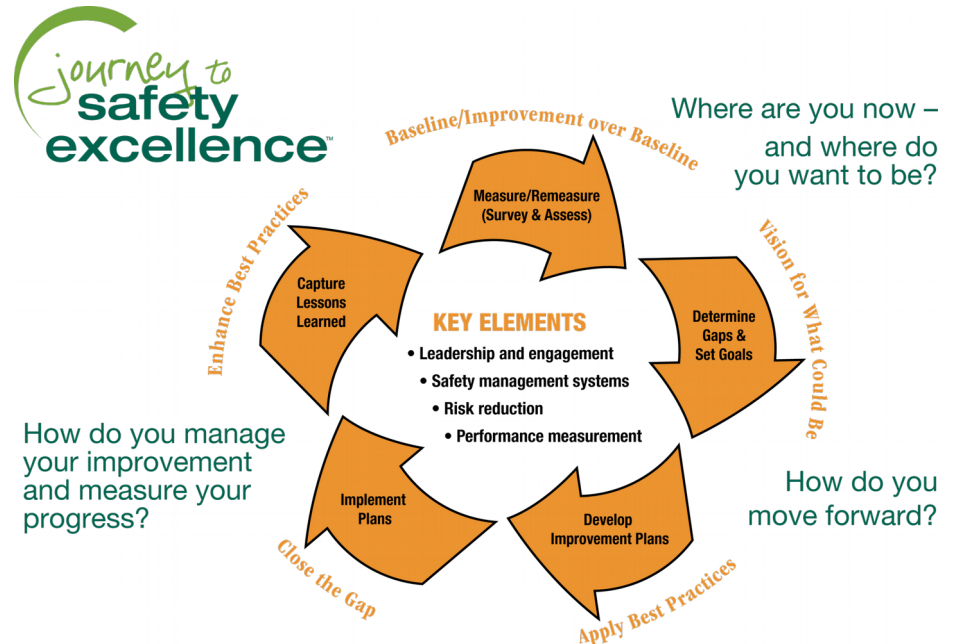 journey to
safety
excellence™
Baseline/Improvement over Baseline
Where are you now –
and where do
you want to be?
Measure/Remeasure
(Survey & Assess)
Vision for What Could Be
Determine
Gaps &
Set Goals
How do you
move forward?
Develop
Improvement Plans
Apply Best Practices
Implement
Plans
Close the Gap
How do you manage
your improvement
and measure your
progress?
Capture
Lessons
Learned
Enhance Best Practices
KEY ELEMENTS
• Leadership and engagement
• Safety management systems
• Risk reduction
• Performance measurement